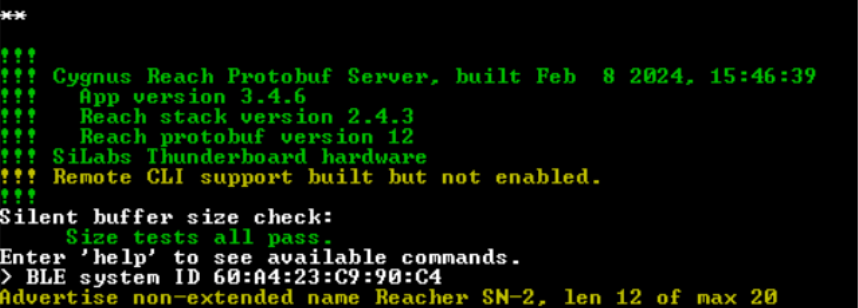 **
!!!
!!! Cygnus Reach Protobuf Server, built Feb  8 2024, 15:46:39
!!!   App version 3.4.6
!!!   Reach stack version 2.4.3
!!!   Reach protobuf version 12
!!! SiLabs Thunderboard hardware
!!! Remote CLI support built but not enabled.
!!!
Silent buffer size check:
     Size tests all pass.
Enter 'help' to see available commands.
> BLE system ID 60:A4:23:C9:90:C4
Advertise non-extended name Reacher SN-2, len 12 of max 20